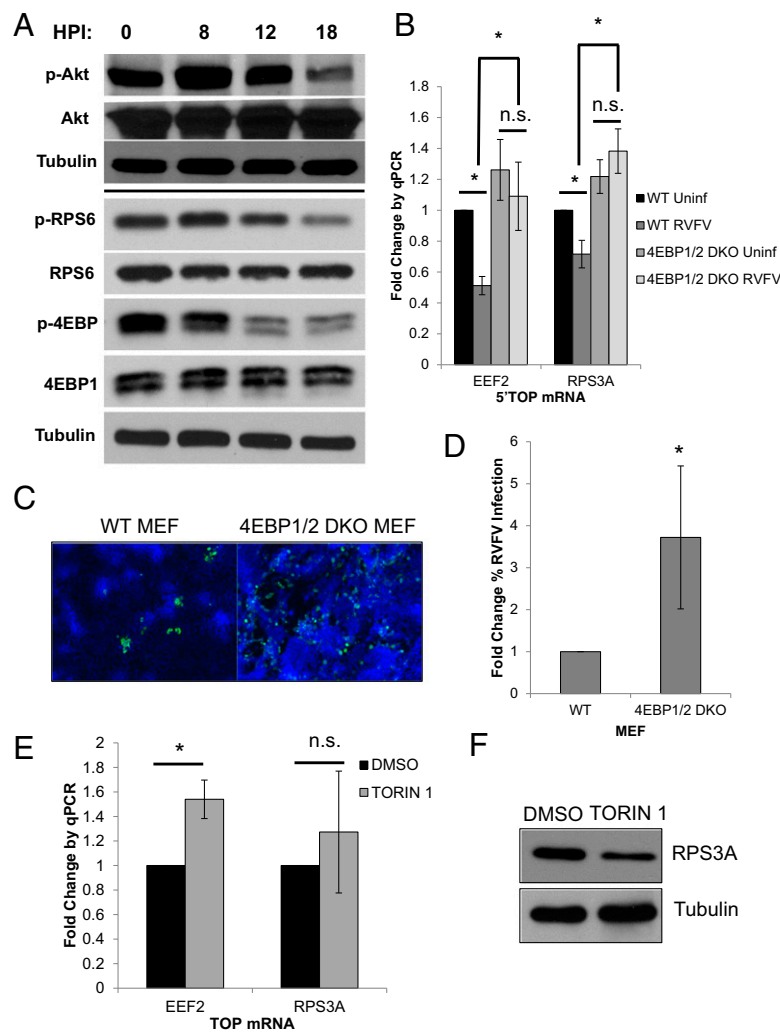 A
HPI: 0 8 12 18
p-Akt
Akt
Tubulin
p-RPS6
RPS6
p-4EBP
4EBP1
Tubulin
B
*
*
n.s.
n.s.
*
*
1.8
1.6
1.4
1.2
1
0.8
0.6
0.4
0.2
0
Fold Change by qPCR
EEF2 RPS3A
5'TOP mRNA
WT Uninf
WT RVFV
4EBP1/2 DKO Uninf
4EBP1/2 DKO RVFV
C
WT MEF 4EBP1/2 DKO MEF
D
*
6
5
4
3
2
1
0
Fold Change % RVFV Infection
WT 4EBP1/2 DKO
MEF
E
* n.s.
2
1.8
1.6
1.4
1.2
1
0.8
0.6
0.4
0.2
0
Fold Change by qPCR
EEF2 RPS3A
TOP mRNA
DMSO
TORIN 1
F
DMSO TORIN 1
RPS3A
Tubulin